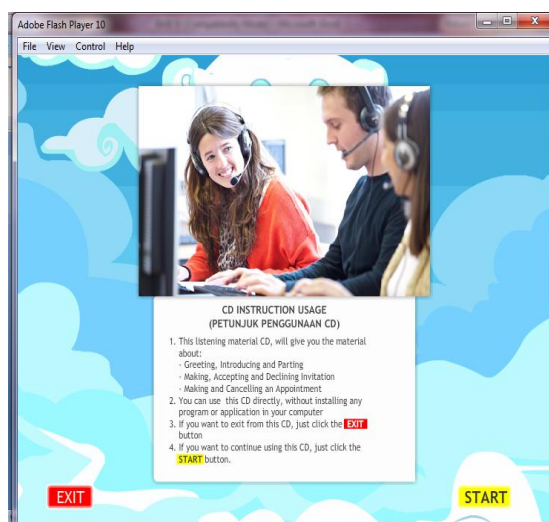 Adobe Flash Player 10
File View Control Help
CD INSTRUCTION USAGE
(PETUNJUK PENGGUNAAN CD)
1. This listening material CD, will give you the material
about:
- Greeting, Introducing and Parting
- Making, Accepting and Declining Invitation
- Making and Cancelling an Appointment
2. You can use this CD directly, without installing any
program or application in your computer
3. If you want to exit from this CD, just click the EXIT
button
4. If you want to continue using this CD, just click the
START button.
EXIT
START